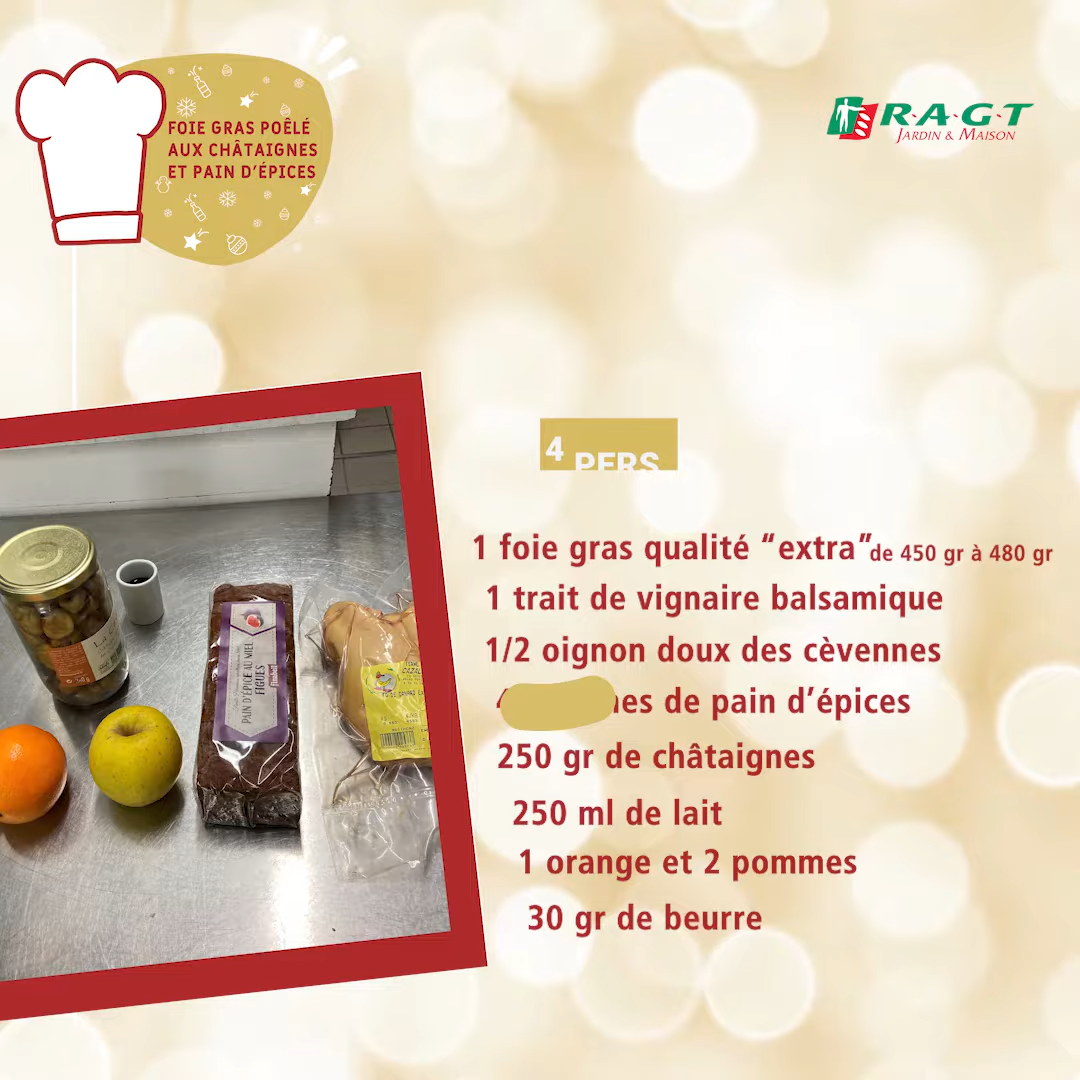 FOIE GRAS POÊLÉ
AUX CHÂTAIGNES
ET PAIN D'ÉPICES
R·A·G·T
JARDIN & MAISON
4 PERS
1 foie gras qualité “extra” de 450 gr à 480 gr
1 trait de vignaire balsamique
1/2 oignon doux des cèvennes
de pain d'épices
250 gr de châtaignes
250 ml de lait
1 orange et 2 pommes
30 gr de beurre
PAIN D'ÉPICE AU MIEL
FIGUES